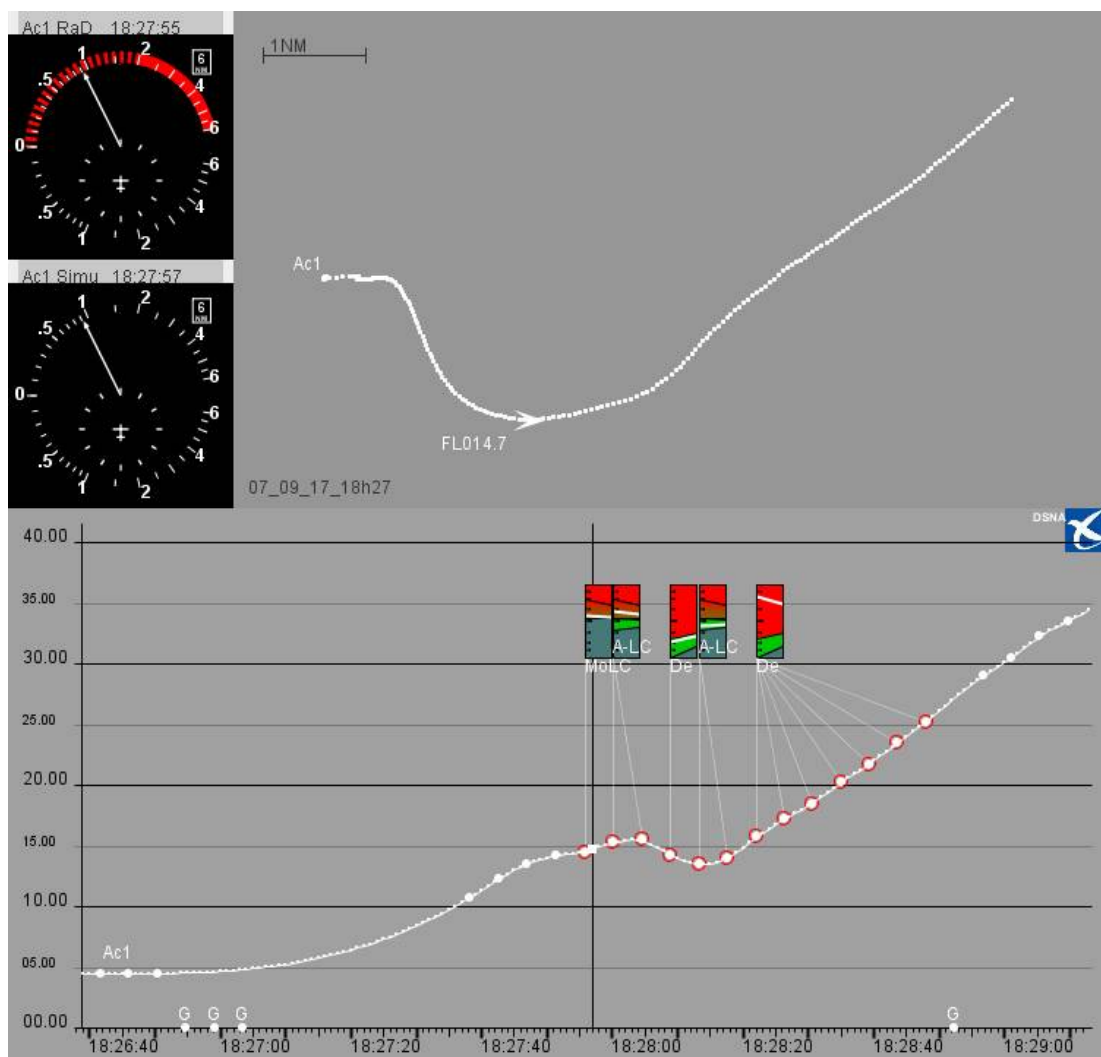 Ac1 RaD 18:27:55
1 2
.5 6 NM 4
0 6
6
.5 4
1 2
Ac1 Simu 18:27:57
1 2
.5 6 NM 4
0 6
6
.5 4
1 2
1NM
Ac1
FL014.7
07_09_17_18h27
DSNA
40.00
35.00
30.00
25.00
20.00
15.00
10.00
05.00
00.00
A-LC A-LC
MoLC De De
Ac1
G G G G
18:26:40 18:27:00 18:27:20 18:27:40 18:28:00 18:28:20 18:28:40 18:29:00